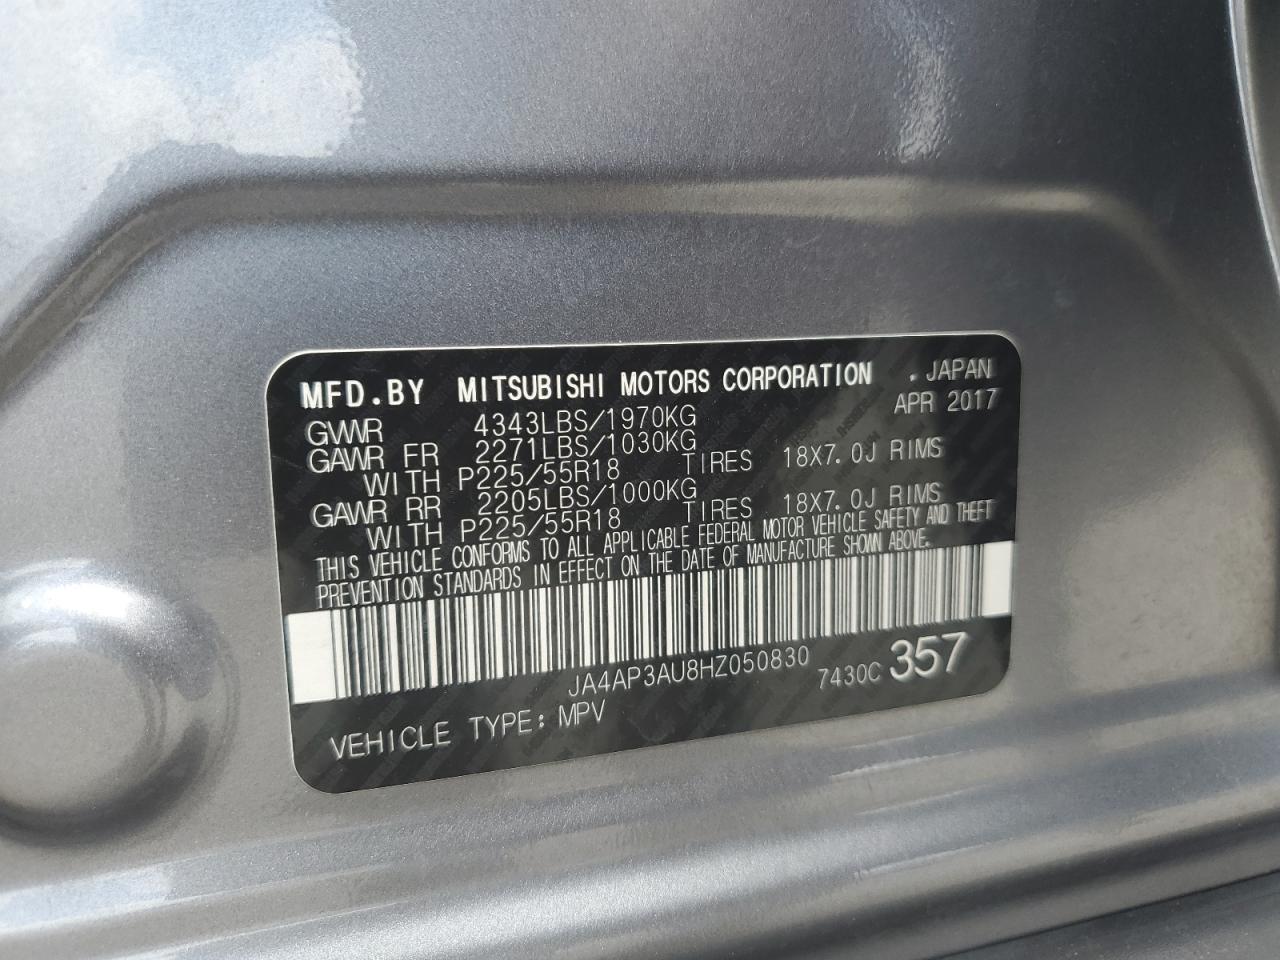 MFD.BY MITSUBISHI MOTORS CORPORATION . JAPAN
APR 2017
GVWR 4343LBS/1970KG
GAWR FR 2271LBS/1030KG
WITH P225/55R18 TIRES 18X7.0J RIMS
GAWR RR 2205LBS/1000KG
WITH P225/55R18 TIRES 18X7.0J RIMS
THIS VEHICLE CONFORMS TO ALL APPLICABLE FEDERAL MOTOR VEHICLE SAFETY AND THEFT
PREVENTION STANDARDS IN EFFECT ON THE DATE OF MANUFACTURE SHOWN ABOVE.
JA4AP3AU8HZ050830 7430C 357
VEHICLE TYPE: MPV